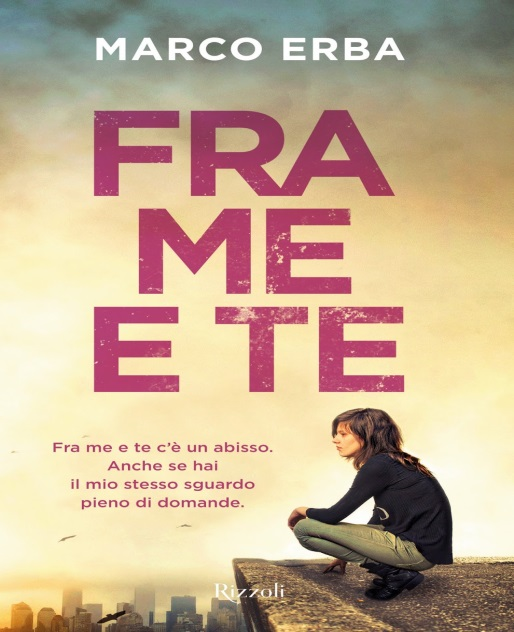 MARCO ERBA
FRA
ME
E TE
Fra me e te c'è un abisso.
Anche se hai
il mio stesso sguardo
pieno di domande.
Rizzoli